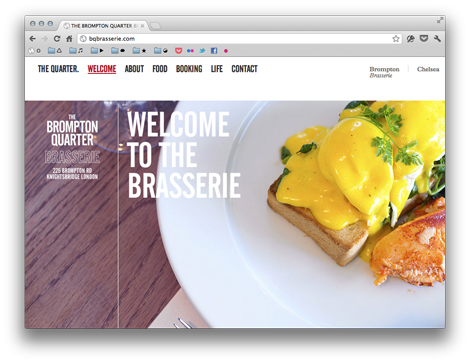 THE BROMPTON QUARTER B
bqbrasserie.com
THE QUARTER. WELCOME ABOUT FOOD BOOKING LIFE CONTACT
Brompton Brasserie
Chelsea
THE
BROMPTON
QUARTER
BRASSERIE
225 BROMPTON RD
KNIGHTSBRIDGE LONDON
WELCOME
TO THE
BRASSERIE